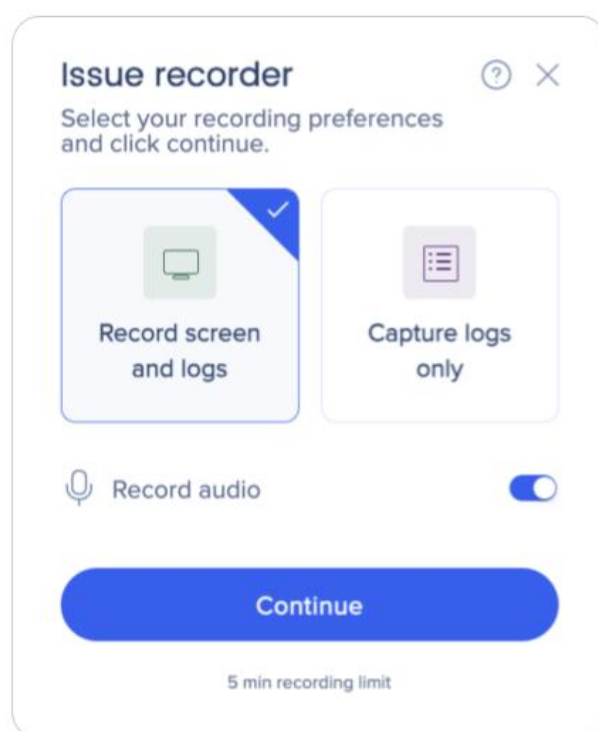 Issue recorder
?
Select your recording preferences
and click continue.
Record screen
and logs
Capture logs
only
Record audio
Continue
5 min recording limit